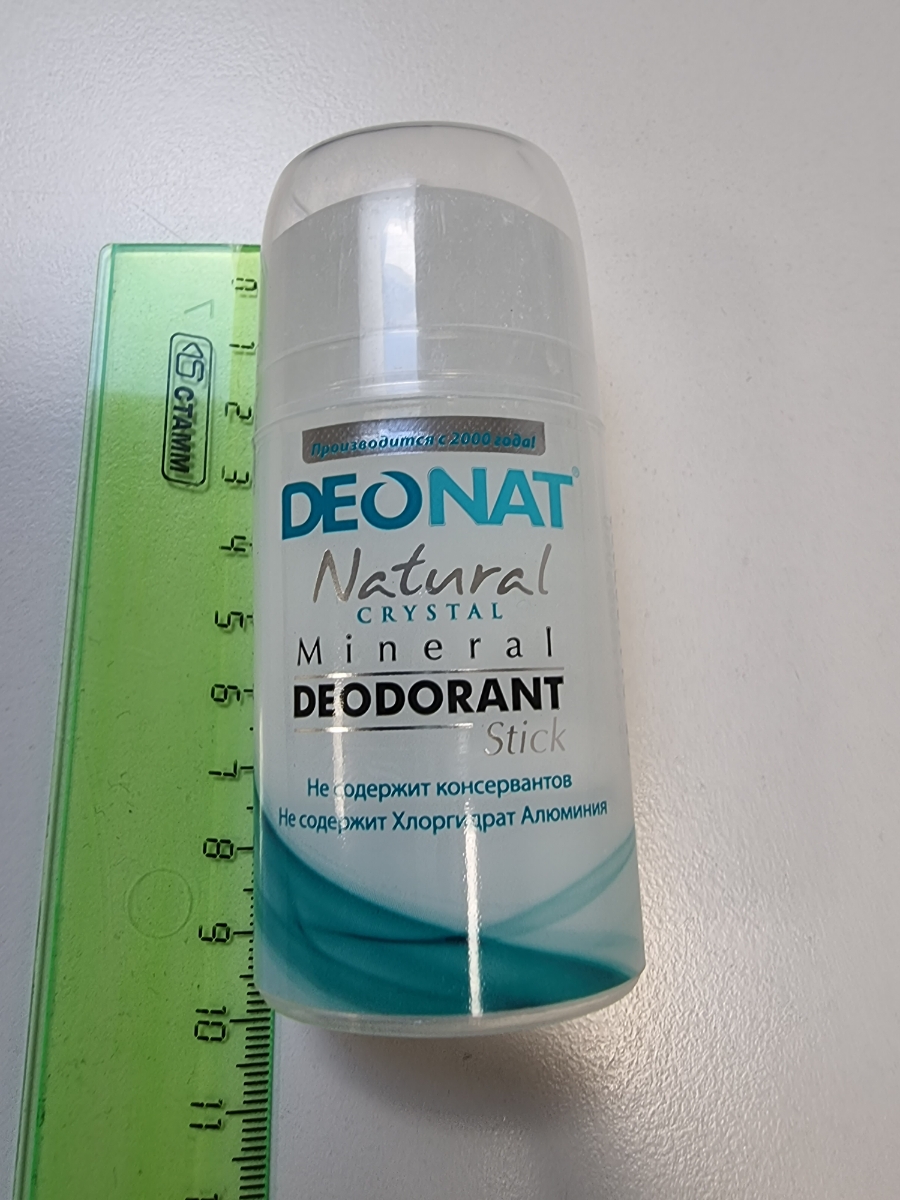 Производится с 2000 года!
DEONAT®
Natural
CRYSTAL
Mineral
DEODORANT
Stick
Не содержит консервантов
Не содержит Хлоргидрат Алюминия
СТАММ
0
1
2
3
4
5
6
7
8
9
10
11